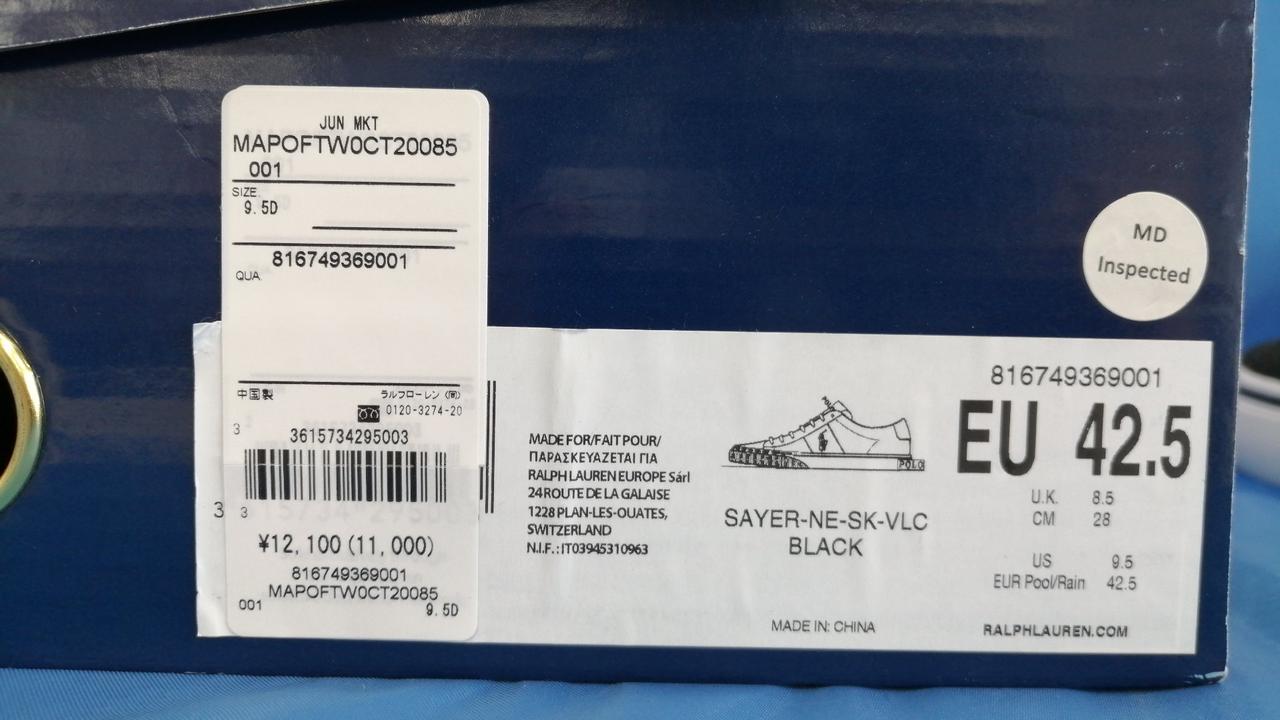 JUN MKT
MAPOFTW0CT20085
001
SIZE
9.5D
816749369001
QUA
中国製
ラルフローレン (同)
0120-3274-20
3
3615734295003
3
¥12,100 (11,000)
816749369001
MAPOFTW0CT20085
001
9.5D
3
MADE FOR/FAIT POUR/
ΠΑΡΑΣΚΕΥΑΖΕΤΑΙ ΓΙΑ
RALPH LAUREN EUROPE Sárl
24 ROUTE DE LA GALAISE
1228 PLAN-LES-OUATES,
SWITZERLAND
N.I.F.: IT03945310963
POLO
SAYER-NE-SK-VLC
BLACK
MADE IN: CHINA
MD
Inspected
816749369001
EU 42.5
U.K. 8.5
CM 28
US 9.5
EUR Pool/Rain 42.5
RALPHLAUREN.COM